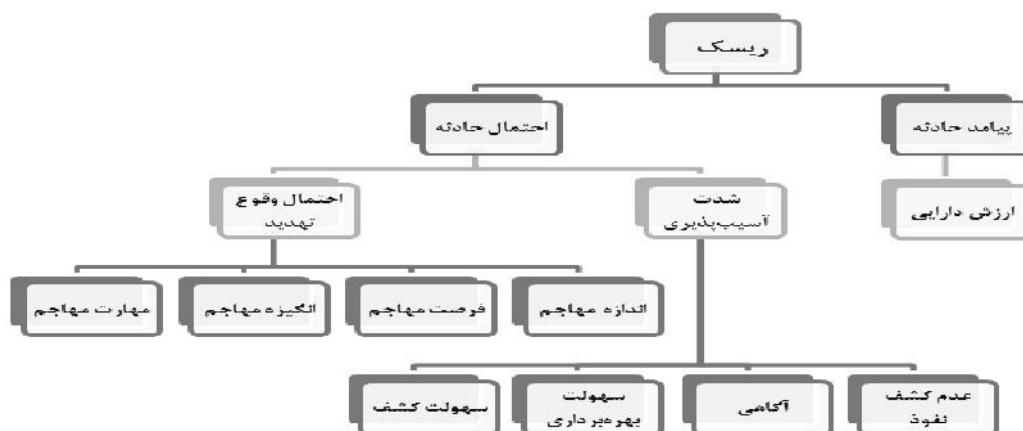 ریسک
پیامد حادثه
احتمال حادثه
ارزش دارایی
شدت
آسیب‌پذیری
احتمال وقوع
تهدید
اندازه مهاجم
فرصت مهاجم
انگیزه مهاجم
مهارت مهاجم
عدم کشف
نفوذ
آگاهی
سهولت
بهره‌برداری
سهولت کشف